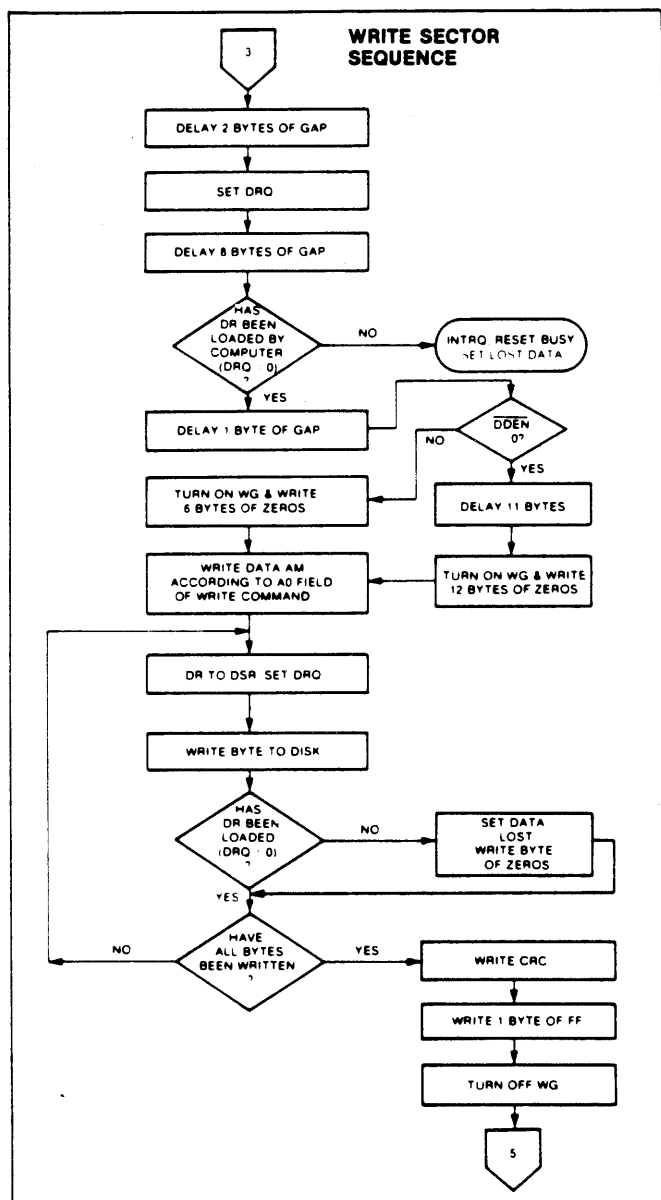 WRITE SECTOR
SEQUENCE
3
DELAY 2 BYTES OF GAP
SET DRQ
DELAY 8 BYTES OF GAP
HAS
DR BEEN
LOADED BY
COMPUTER
(DRQ = 0)
?
NO
INTRQ RESET BUSY
SET LOST DATA
YES
DELAY 1 BYTE OF GAP
DDEN
0?
NO
YES
TURN ON WG & WRITE
6 BYTES OF ZEROS
DELAY 11 BYTES
WRITE DATA AM
ACCORDING TO A0 FIELD
OF WRITE COMMAND
TURN ON WG & WRITE
12 BYTES OF ZEROS
DR TO DSR SET DRQ
WRITE BYTE TO DISK
HAS
DR BEEN
LOADED
(DRQ = 0)
?
NO
SET DATA
LOST
WRITE BYTE
OF ZEROS
YES
HAVE
ALL BYTES
BEEN WRITTEN
?
NO
YES
WRITE CRC
WRITE 1 BYTE OF FF
TURN OFF WG
5